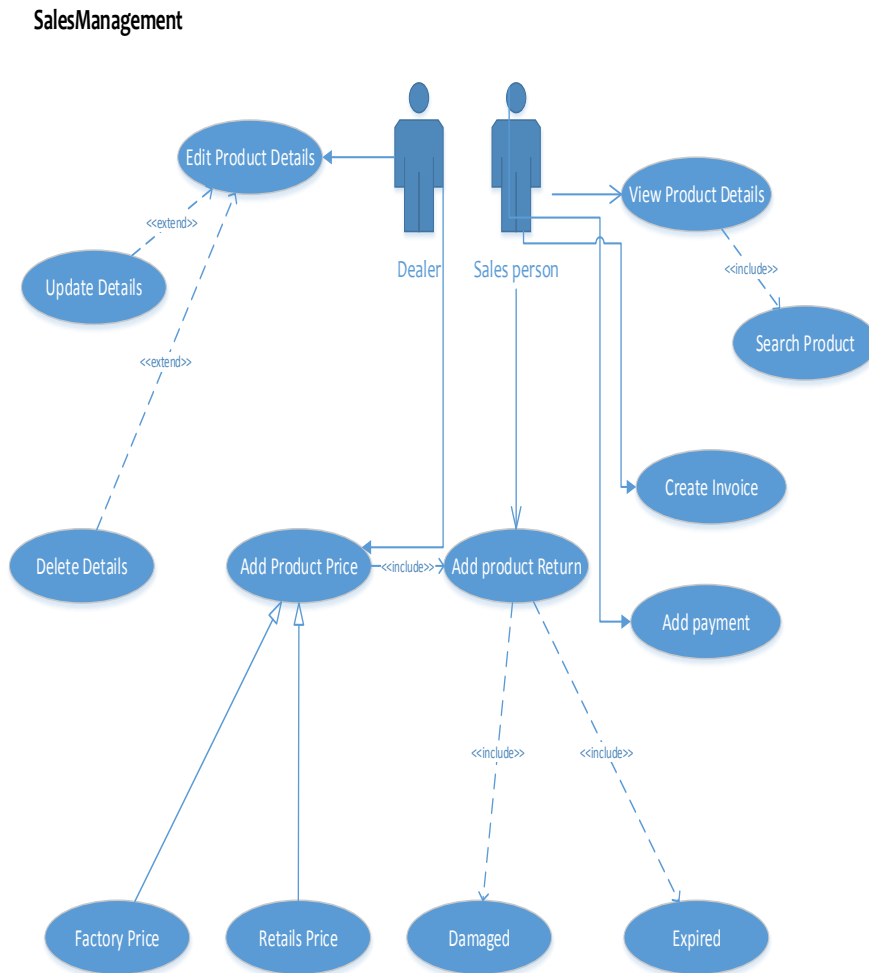 SalesManagement
Edit Product Details
View Product Details
<<extend>>
Dealer
Sales person
<<include>>
Update Details
Search Product
<<extend>>
Create Invoice
Delete Details
Add Product Price
<<include>>
Add product Return
Add payment
<<include>>
<<include>>
Factory Price
Retails Price
Damaged
Expired